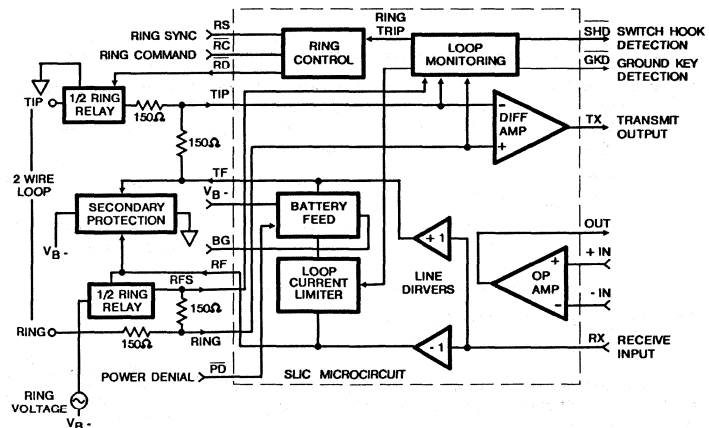 RING SYNC
RS
RING COMMAND
RC
RD
RING
CONTROL
RING
TRIP
LOOP
MONITORING
SHD
SWITCH HOOK
DETECTION
GKD
GROUND KEY
DETECTION
TIP
1/2 RING
RELAY
150Ω
TIP
150Ω
-
+
DIFF
AMP
TX
TRANSMIT
OUTPUT
2 WIRE
LOOP
SECONDARY
PROTECTION
VB-
TF
VB-
BATTERY
FEED
BG
RF
+ 1
LINE
DIRVERS
OUT
+
-
OP
AMP
+ IN
- IN
LOOP
CURRENT
LIMITER
1/2 RING
RELAY
RFS
150Ω
RING
150Ω
RING
- 1
RX
RECEIVE
INPUT
POWER DENIAL
PD
SLIC MICROCIRCUIT
RING
VOLTAGE
VB-